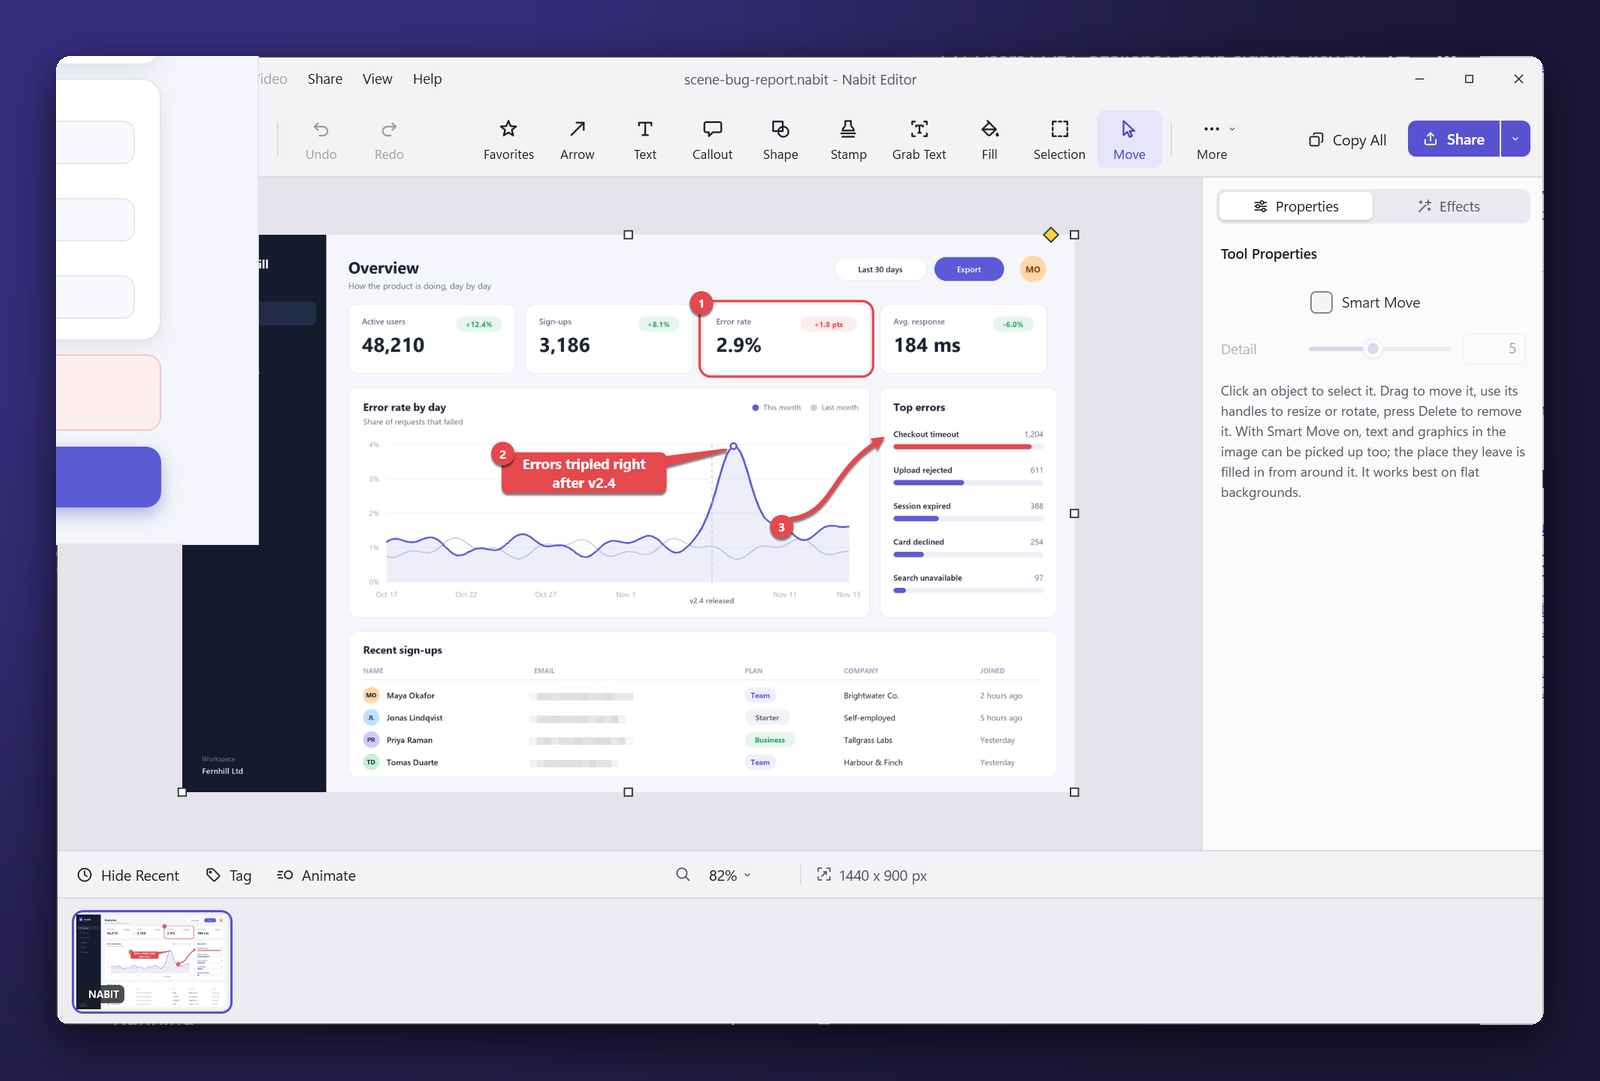 Share View Help
scene-bug-report.nabit - Nabit Editor
Undo Redo Favorites Arrow Text Callout Shape Stamp Grab Text Fill Selection Move More
Copy All Share
Properties Effects
Tool Properties
Smart Move
Detail 5
Click an object to select it. Drag to move it, use its
handles to resize or rotate, press Delete to remove
it. With Smart Move on, text and graphics in the
image can be picked up too; the place they leave is
filled in from around it. It works best on flat
backgrounds.
Overview
How the product is doing, day by day
Last 30 days Export MO
1
Active users +12.4%
48,210
Sign-ups +8.1%
3,186
Error rate +1.8 pts
2.9%
Avg. response -6.0%
184 ms
Error rate by day
Share of requests that failed
This month Last month
4%
3%
2%
1%
0%
2
Errors tripled right
after v2.4
3
Oct 17 Oct 22 Oct 27 Nov 1 Nov 11 Nov 15
v2.4 released
Top errors
Checkout timeout 1,204
Upload rejected 611
Session expired 388
Card declined 254
Search unavailable 97
Recent sign-ups
NAME EMAIL PLAN COMPANY JOINED
MO Maya Okafor Team Brightwater Co. 2 hours ago
JL Jonas Lindqvist Starter Self-employed 5 hours ago
PR Priya Raman Business Tallgrass Labs Yesterday
TD Tomas Duarte Team Harbour & Finch Yesterday
Workspace
Fernhill Ltd
Hide Recent Tag Animate
82% 1440 x 900 px
NABIT